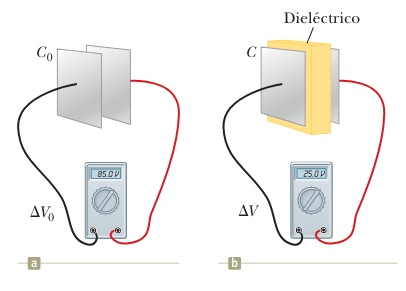 Dieléctrico
C₀
C
85.0 V
25.0 V
ΔV₀
ΔV
a
b